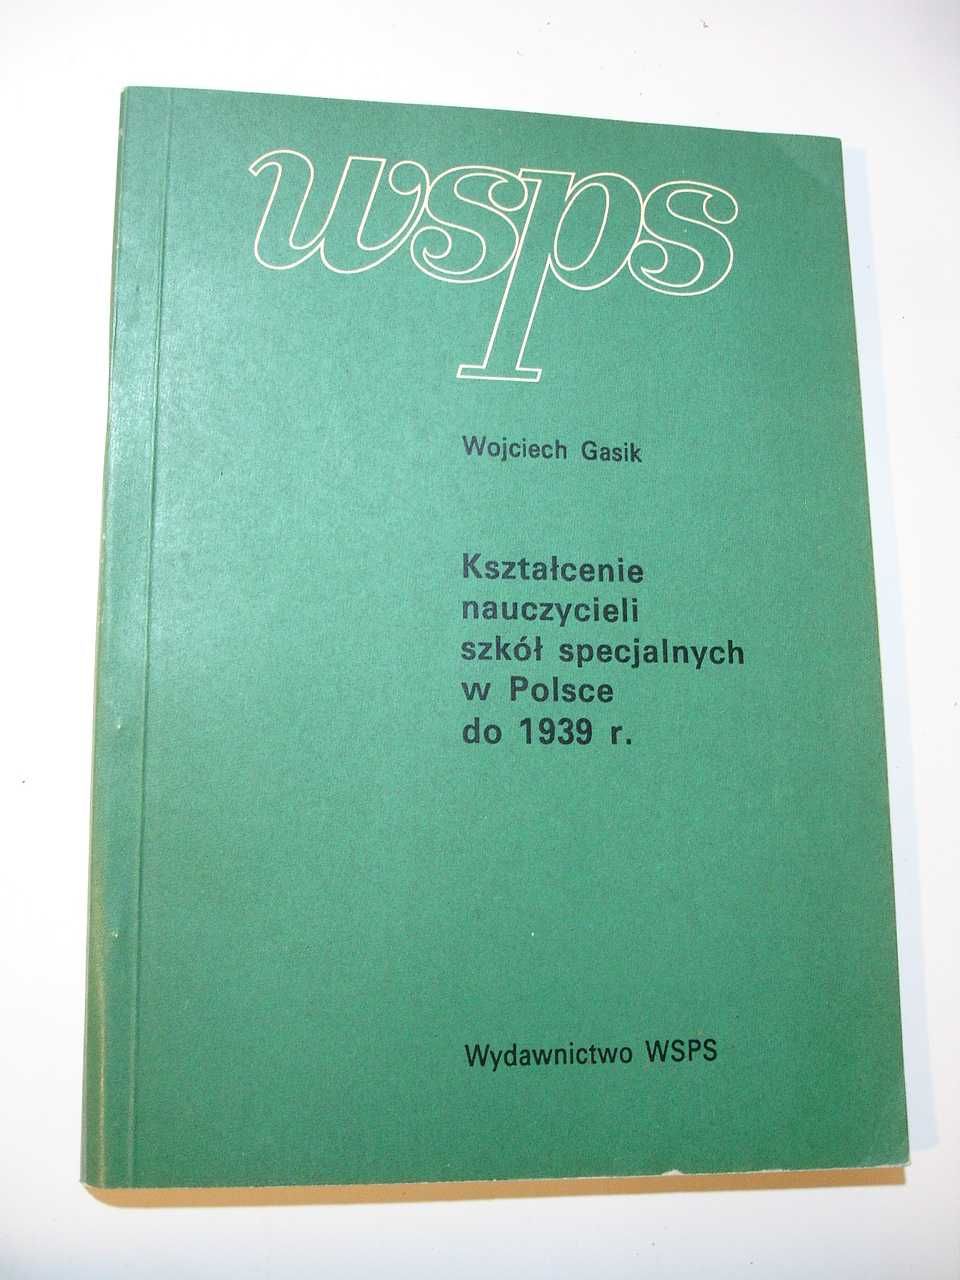 wsps
Wojciech Gasik
Kształcenie
nauczycieli
szkół specjalnych
w Polsce
do 1939 r.
Wydawnictwo WSPS